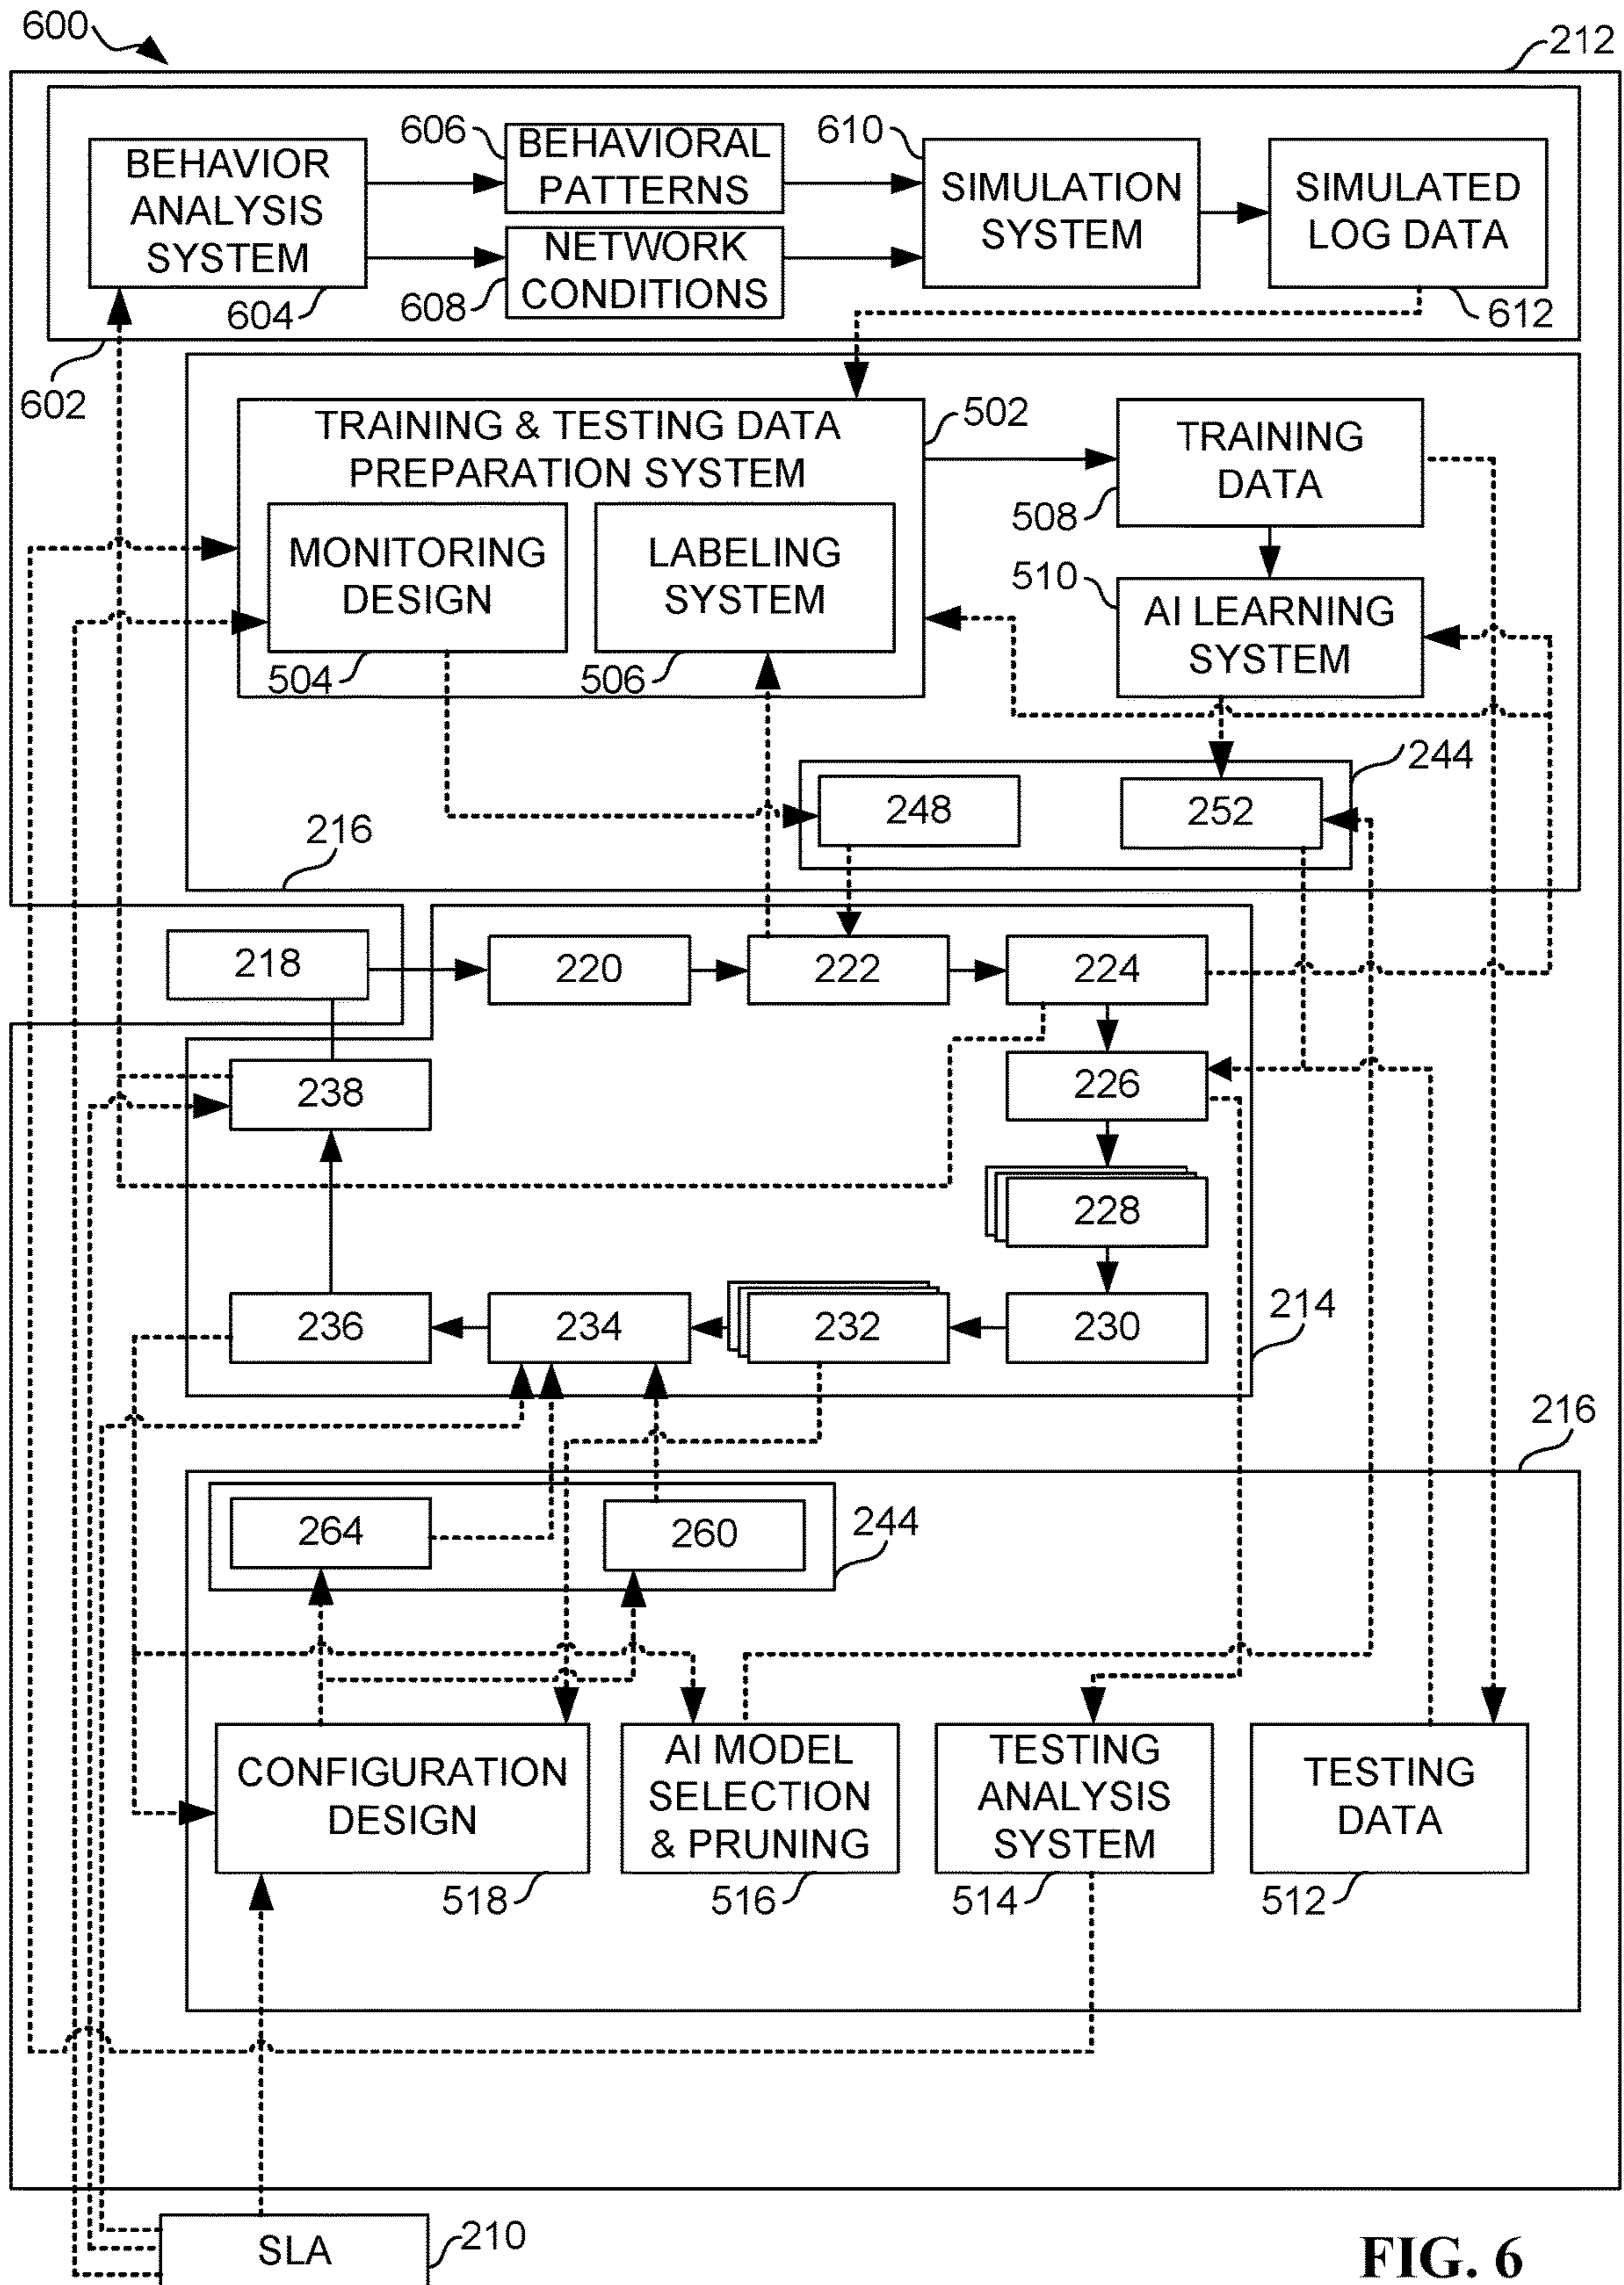 600
212
606
BEHAVIORAL
PATTERNS
610
BEHAVIOR
ANALYSIS
SYSTEM
SIMULATION
SYSTEM
SIMULATED
LOG DATA
NETWORK
CONDITIONS
604
608
612
602
TRAINING & TESTING DATA
PREPARATION SYSTEM
502
TRAINING
DATA
508
MONITORING
DESIGN
LABELING
SYSTEM
510
AI LEARNING
SYSTEM
504
506
244
248
252
216
218
220
222
224
238
226
228
214
236
234
232
230
216
264
260
244
CONFIGURATION
DESIGN
AI MODEL
SELECTION
& PRUNING
TESTING
ANALYSIS
SYSTEM
TESTING
DATA
518
516
514
512
SLA
210
FIG. 6